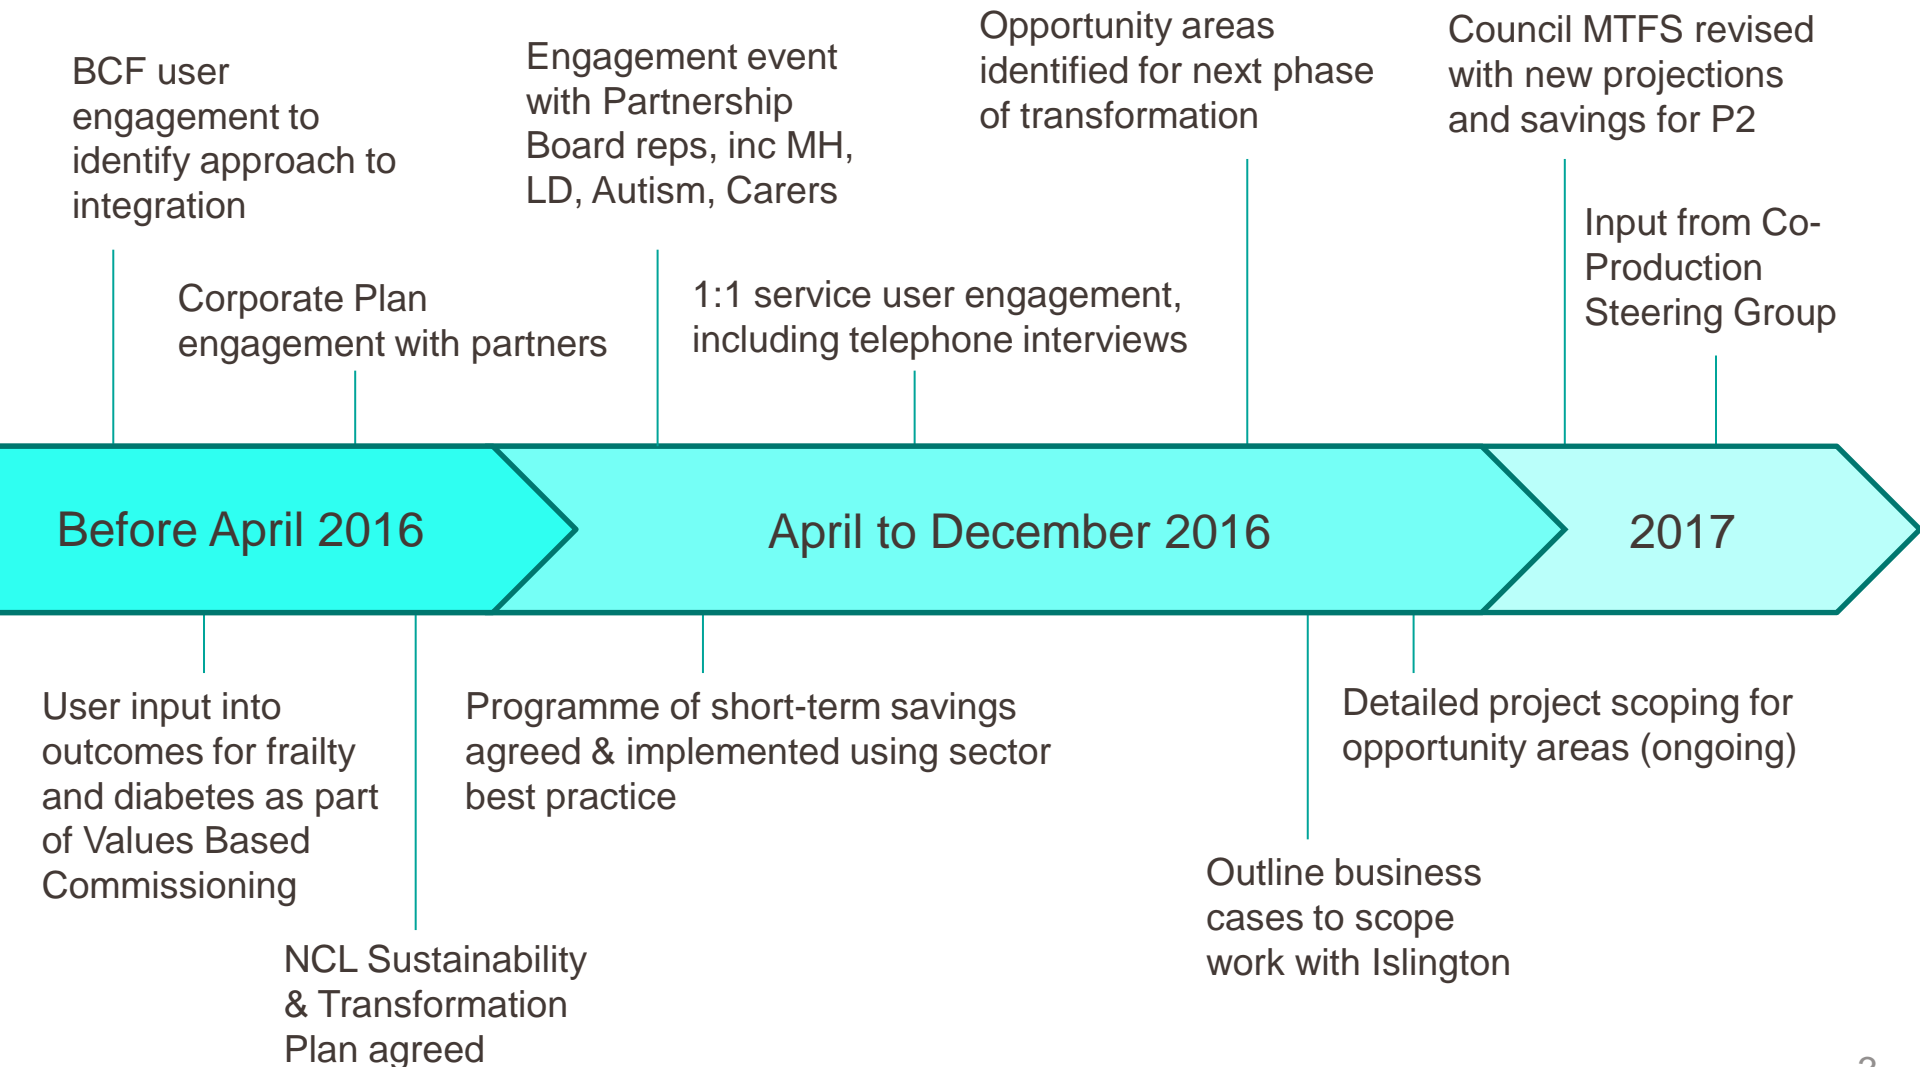 BCF user
engagement to
identify approach to
integration
Engagement event
with Partnership
Board reps, inc MH,
LD, Autism, Carers
Opportunity areas
identified for next phase
of transformation
Council MTFS revised
with new projections
and savings for P2
Corporate Plan
engagement with partners
1:1 service user engagement,
including telephone interviews
Input from Co-
Production
Steering Group
Before April 2016
April to December 2016
2017
User input into
outcomes for frailty
and diabetes as part
of Values Based
Commissioning
Programme of short-term savings
agreed & implemented using sector
best practice
Detailed project scoping for
opportunity areas (ongoing)
NCL Sustainability
& Transformation
Plan agreed
Outline business
cases to scope
work with Islington